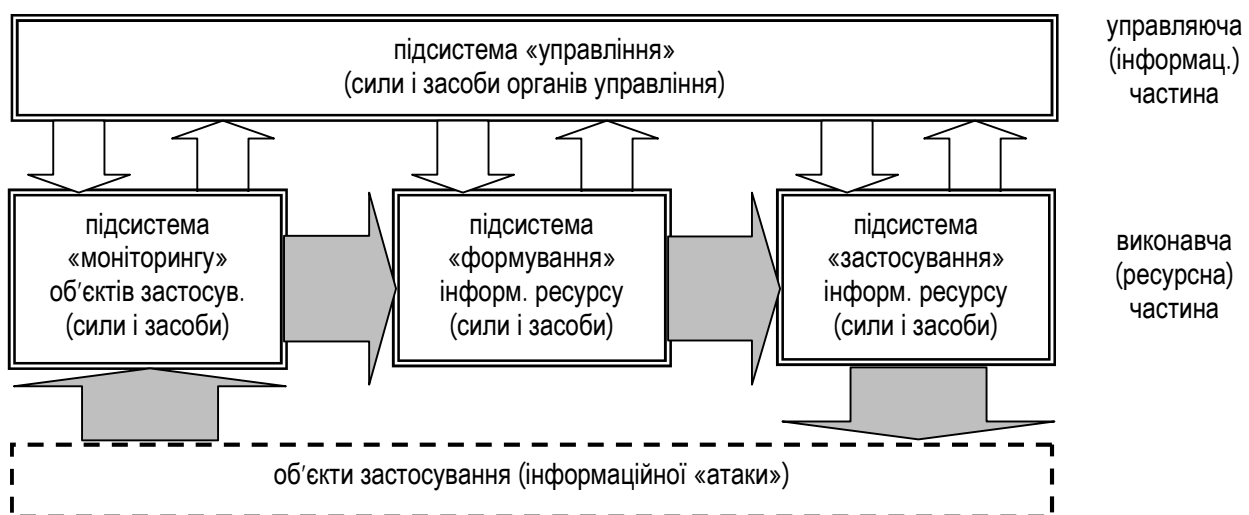 підсистема «управління»
(сили і засоби органів управління)
управляюча
(інформац.)
частина
підсистема
«моніторингу»
об'єктів застосув.
(сили і засоби)
підсистема
«формування»
інформ. ресурсу
(сили і засоби)
підсистема
«застосування»
інформ. ресурсу
(сили і засоби)
виконавча
(ресурсна)
частина
об'єкти застосування (інформаційної «атаки»)